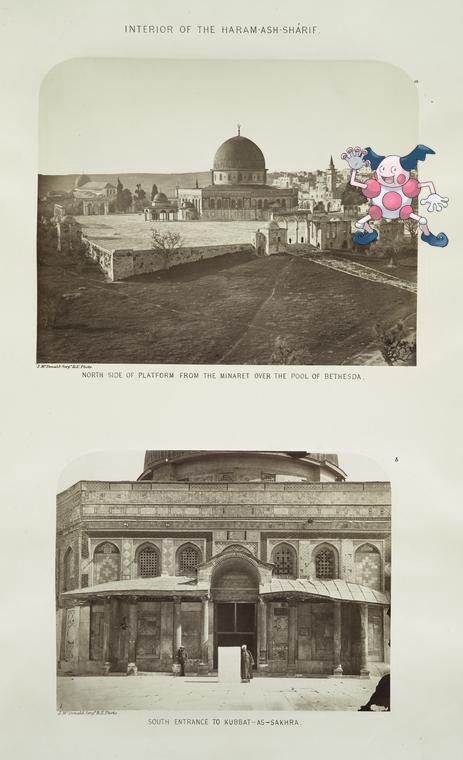 INTERIOR OF THE HARAM-ASH-SHÁRIF.
J. McDonald Sergt. R.E. Photo.
NORTH SIDE OF PLATFORM FROM THE MINARET OVER THE POOL OF BETHESDA.
J. McDonald Sergt. R.E. Photo.
SOUTH ENTRANCE TO KUBBAT-AS-SAKHRA.